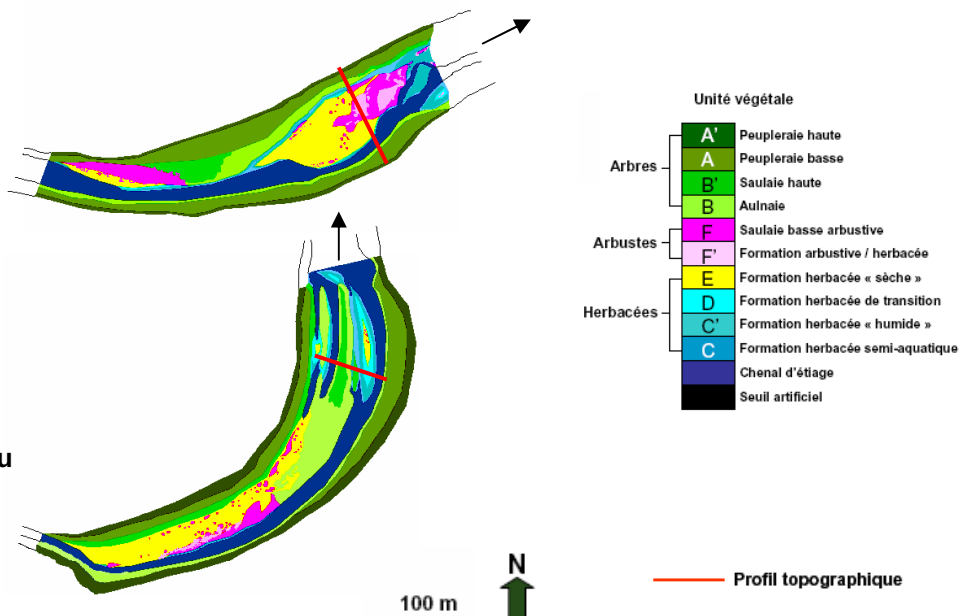 Unité végétale
Arbres
A' Peupleraie haute
A Peupleraie basse
B' Saulaie haute
B Aulnaie
Arbustes
F Saulaie basse arbustive
F' Formation arbustive / herbacée
Herbacées
E Formation herbacée « sèche »
D Formation herbacée de transition
C' Formation herbacée « humide »
C Formation herbacée semi-aquatique
Chenal d'étiage
Seuil artificiel
u
N
100 m
Profil topographique